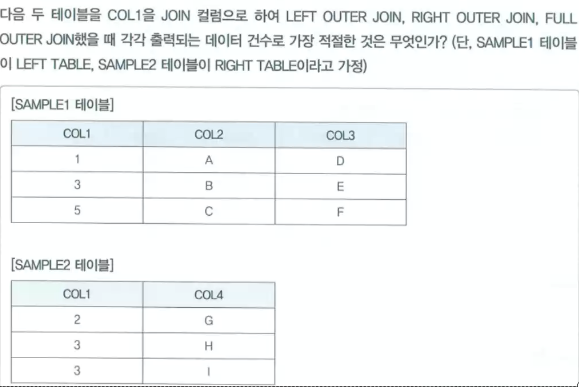 다음 두 테이블을 COL1을 JOIN 컬럼으로 하여 LEFT OUTER JOIN, RIGHT OUTER JOIN, FULL
OUTER JOIN했을 때 각각 출력되는 데이터 건수로 가장 적절한 것은 무엇인가? (단, SAMPLE1 테이블
이 LEFT TABLE, SAMPLE2 테이블이 RIGHT TABLE이라고 가정)
[SAMPLE1 테이블]
COL1 COL2 COL3
1 A D
3 B E
5 C F
[SAMPLE2 테이블]
COL1 COL4
2 G
3 H
3 I